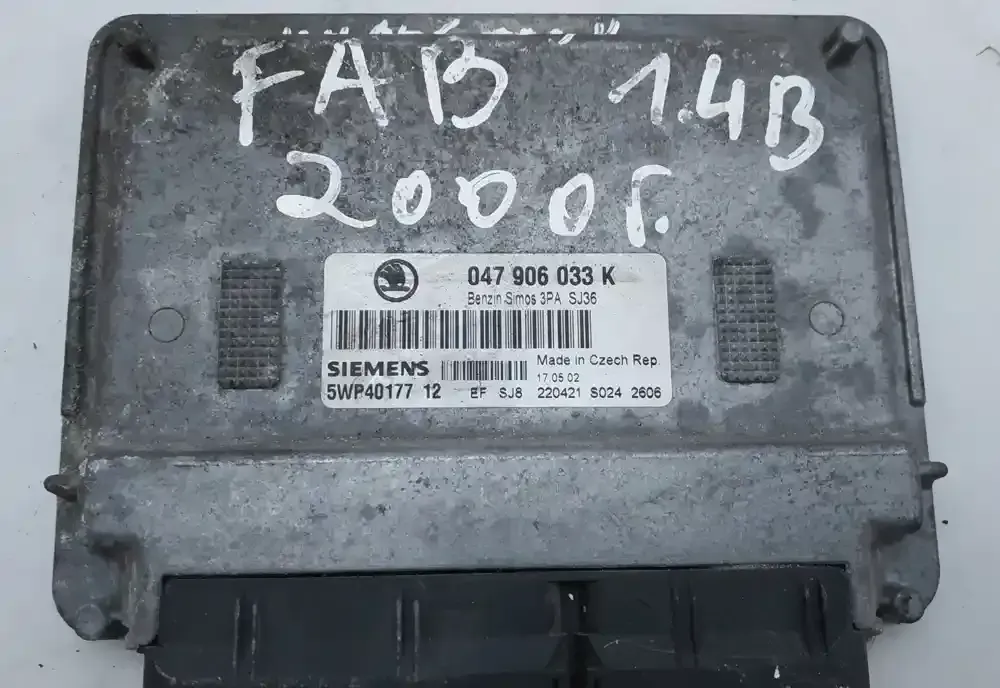 FAB 1.4B
2000г.
047 906 033 K
Benzin Simos 3PA SJ36
SIEMENS
Made in Czech Rep.
17.05.02
5WP40177 12 EF SJ8 220421 S024 2606